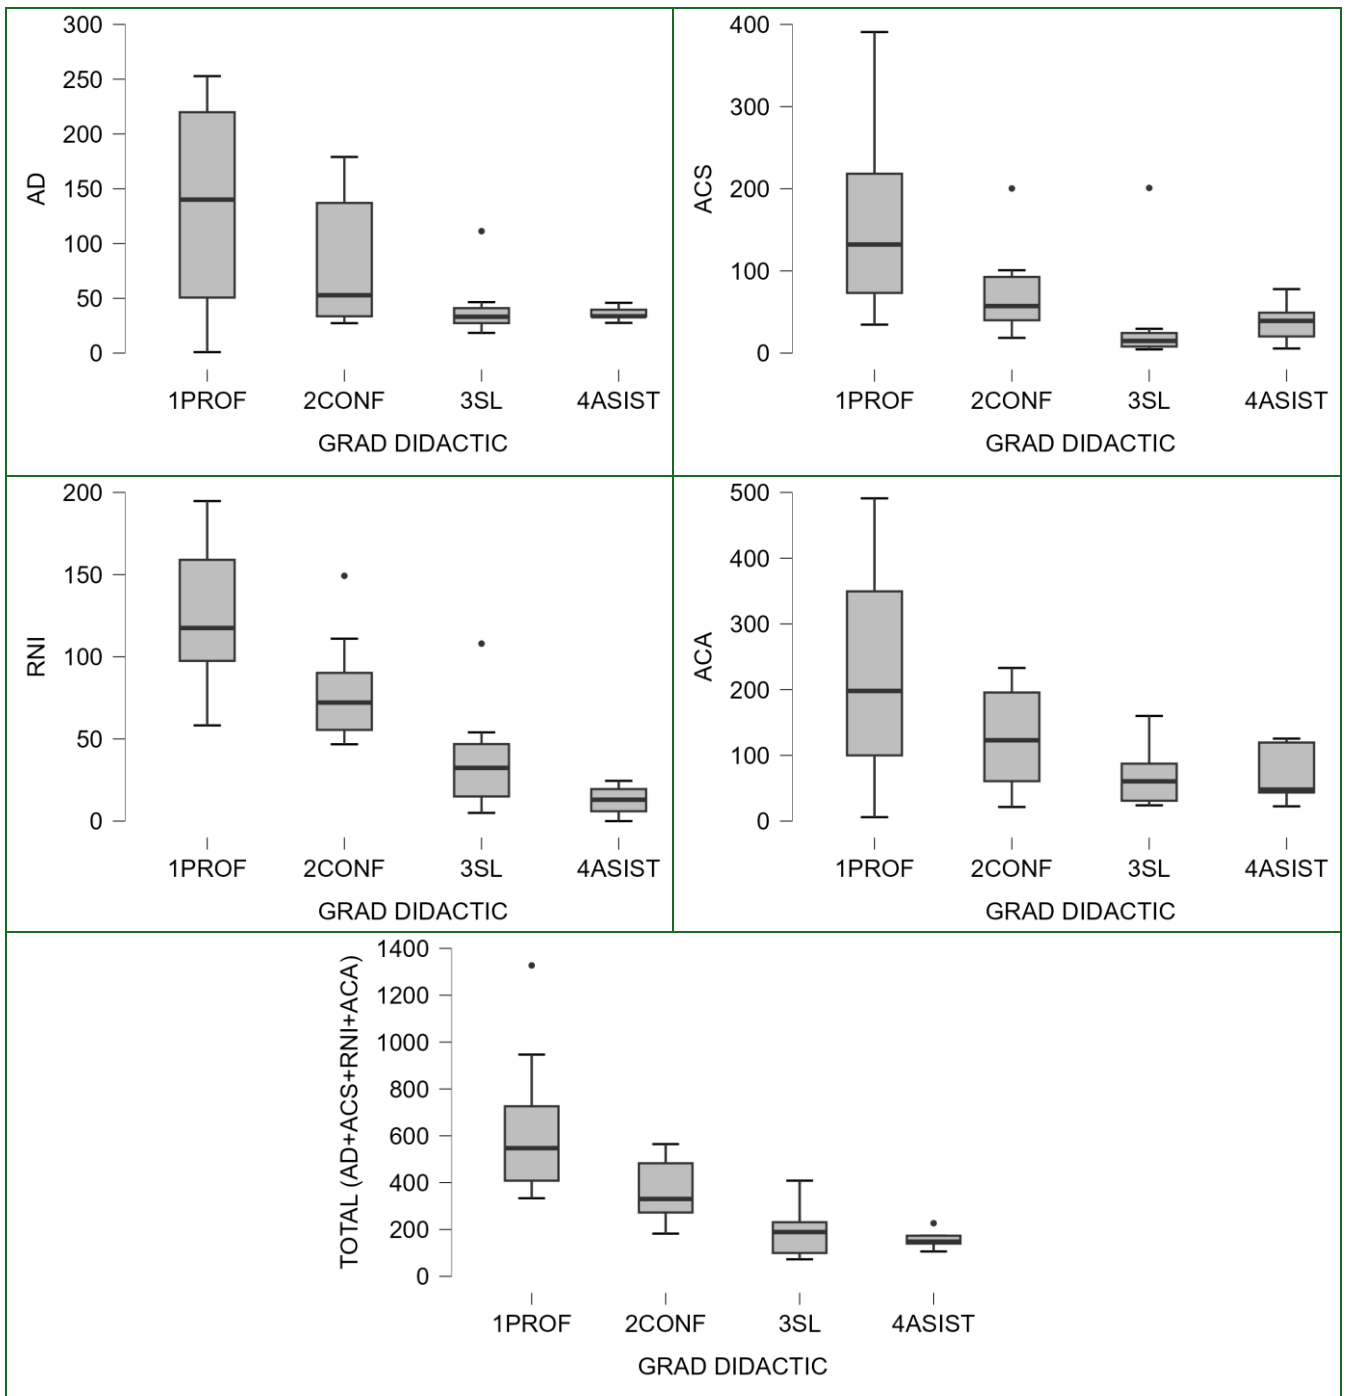 300
250
200
150
100
50
0
AD
1PROF 2CONF 3SL 4ASIST
GRAD DIDACTIC
400
300
200
100
0
ACS
1PROF 2CONF 3SL 4ASIST
GRAD DIDACTIC
200
150
100
50
0
RNI
1PROF 2CONF 3SL 4ASIST
GRAD DIDACTIC
500
400
300
200
100
0
ACA
1PROF 2CONF 3SL 4ASIST
GRAD DIDACTIC
1400
1200
1000
800
600
400
200
0
TOTAL (AD+ACS+RNI+ACA)
1PROF 2CONF 3SL 4ASIST
GRAD DIDACTIC